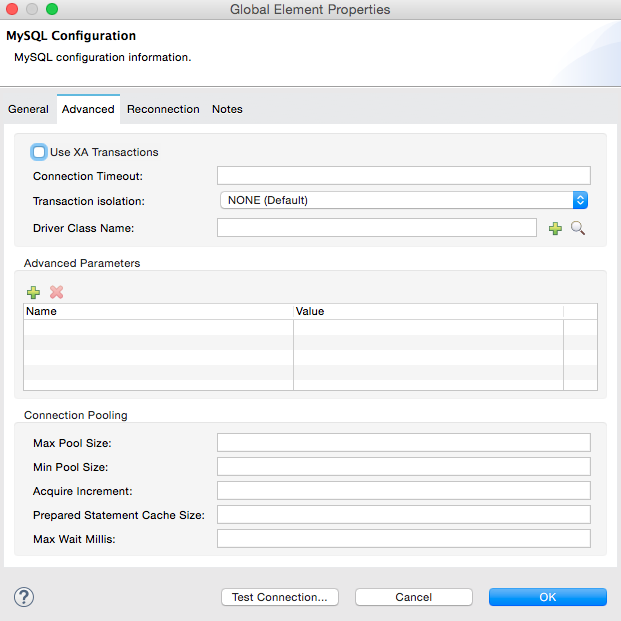 Global Element Properties
MySQL Configuration
MySQL configuration information.
General Advanced Reconnection Notes
Use XA Transactions
Connection Timeout:
Transaction isolation: NONE (Default)
Driver Class Name:
Advanced Parameters
Name Value
Connection Pooling
Max Pool Size:
Min Pool Size:
Acquire Increment:
Prepared Statement Cache Size:
Max Wait Millis:
? Test Connection... Cancel OK